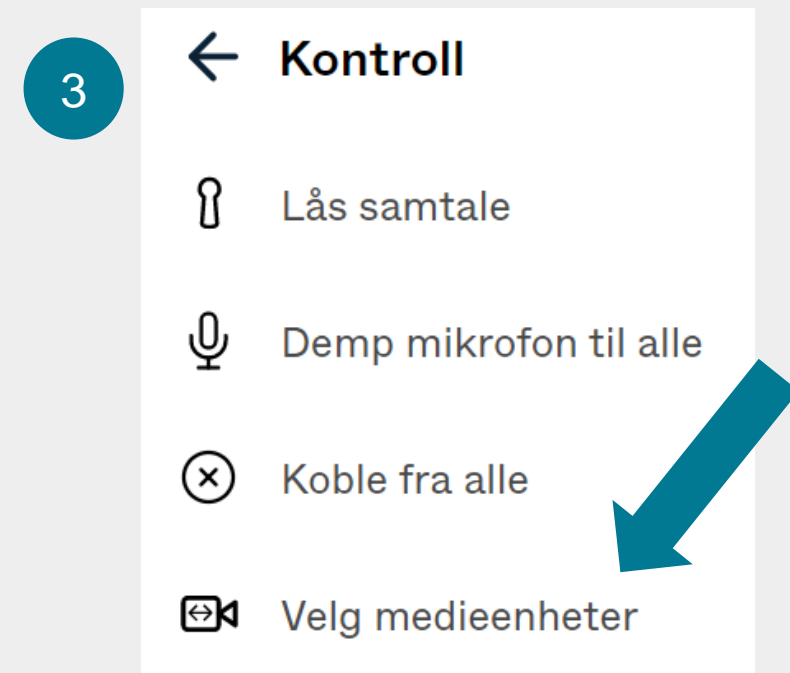 3
Kontroll
Lås samtale
Demp mikrofon til alle
Koble fra alle
Velg medieenheter